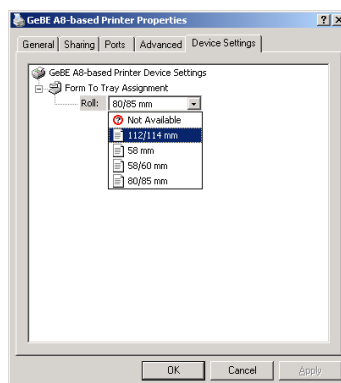 GeBE A8-based Printer Properties
General Sharing Ports Advanced Device Settings
GeBE A8-based Printer Device Settings
Form To Tray Assignment
Roll: 80/85 mm
Not Available
112/114 mm
58 mm
58/60 mm
80/85 mm
OK Cancel Apply